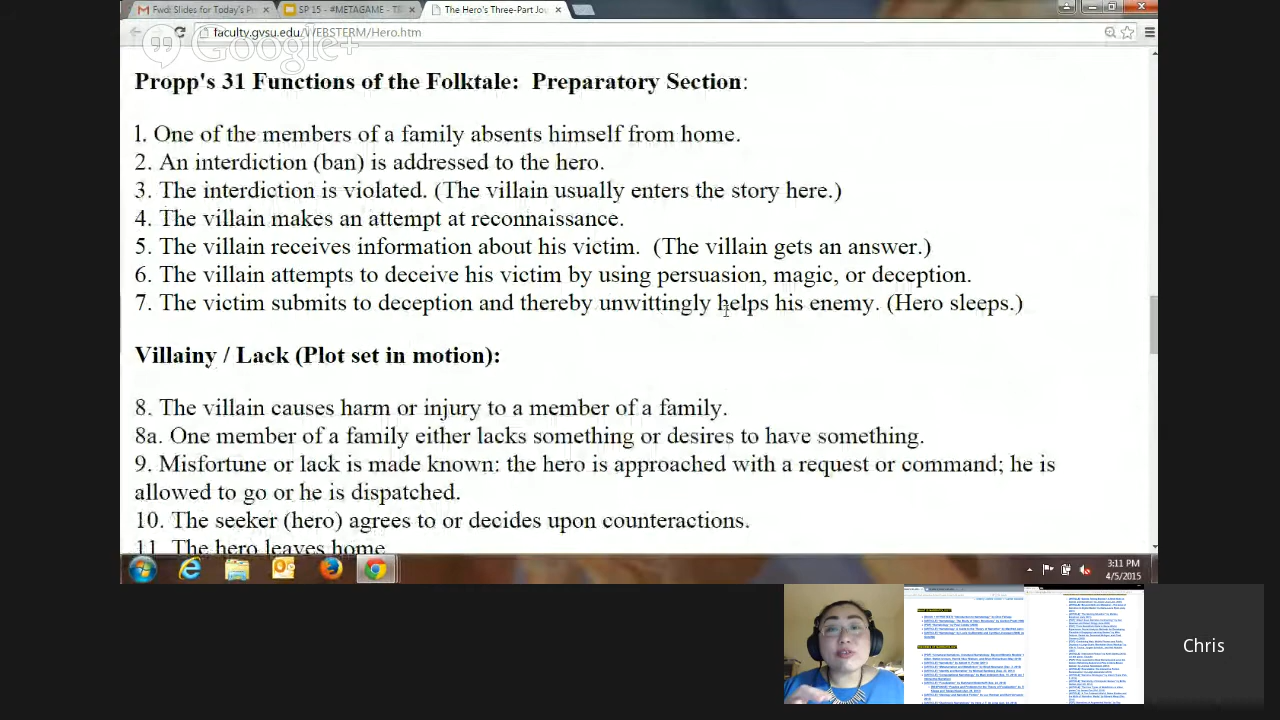 Fwd: Slides for Today's Pr
SP 15 - #METAGAME - TR
The Hero's Three-Part Jou
faculty.gvsu.edu/WEBSTERM/Hero.htm
Google+
Propp's 31 Functions of the Folktale: Preparatory Section:
1. One of the members of a family absents himself from home.
2. An interdiction (ban) is addressed to the hero.
3. The interdiction is violated. (The villain usually enters the story here.)
4. The villain makes an attempt at reconnaissance.
5. The villain receives information about his victim. (The villain gets an answer.)
6. The villain attempts to deceive his victim by using persuasion, magic, or deception.
7. The victim submits to deception and thereby unwittingly helps his enemy. (Hero sleeps.)
Villainy / Lack (Plot set in motion):
8. The villain causes harm or injury to a member of a family.
8a. One member of a family either lacks something or desires to have something.
9. Misfortune or lack is made known: the hero is approached with a request or command; he is
allowed to go or he is dispatched.
10. The seeker (hero) agrees to or decides upon counteractions.
11. The hero leaves home.
3:11 PM
4/5/2015
Chris